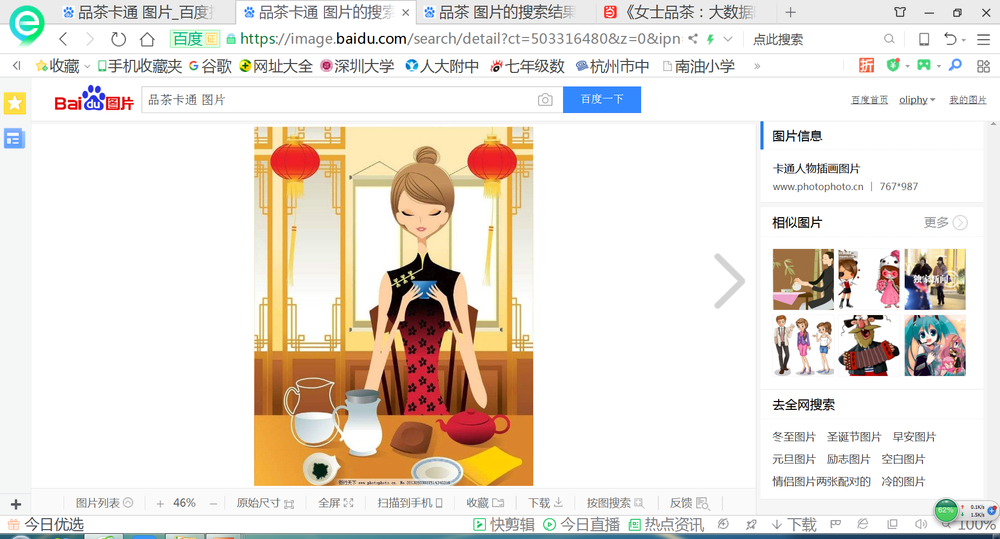 品茶卡通 图片_百度
品茶卡通 图片的搜索
品茶 图片的搜索结果
《女士品茶：大数据
百度 证 https://image.baidu.com/search/detail?ct=503316480&z=0&ipn
点此搜索
收藏 手机收藏夹 谷歌 网址大全 深圳大学 人大附中 七年级数 杭州市中 南油小学 »
折
Bai du 图片
品茶卡通 图片
百度一下
百度首页 oliphy 我的图片
图片信息
卡通人物插画图片
www.photophoto.cn | 767*987
相似图片 更多
独家新闻
去全网搜索
冬至图片 圣诞节图片 早安图片
元旦图片 励志图片 空白图片
情侣图片两张配对的 冷的图片
图行天下 www.photophoto.cn No.20130503037514340316
图片列表 + 46% — 原始尺寸 全屏 扫描到手机 收藏 下载 按图搜索 反馈
62% 0.1K/s
1.5K/s
今日优选 快剪辑 今日直播 热点资讯 下载 100%